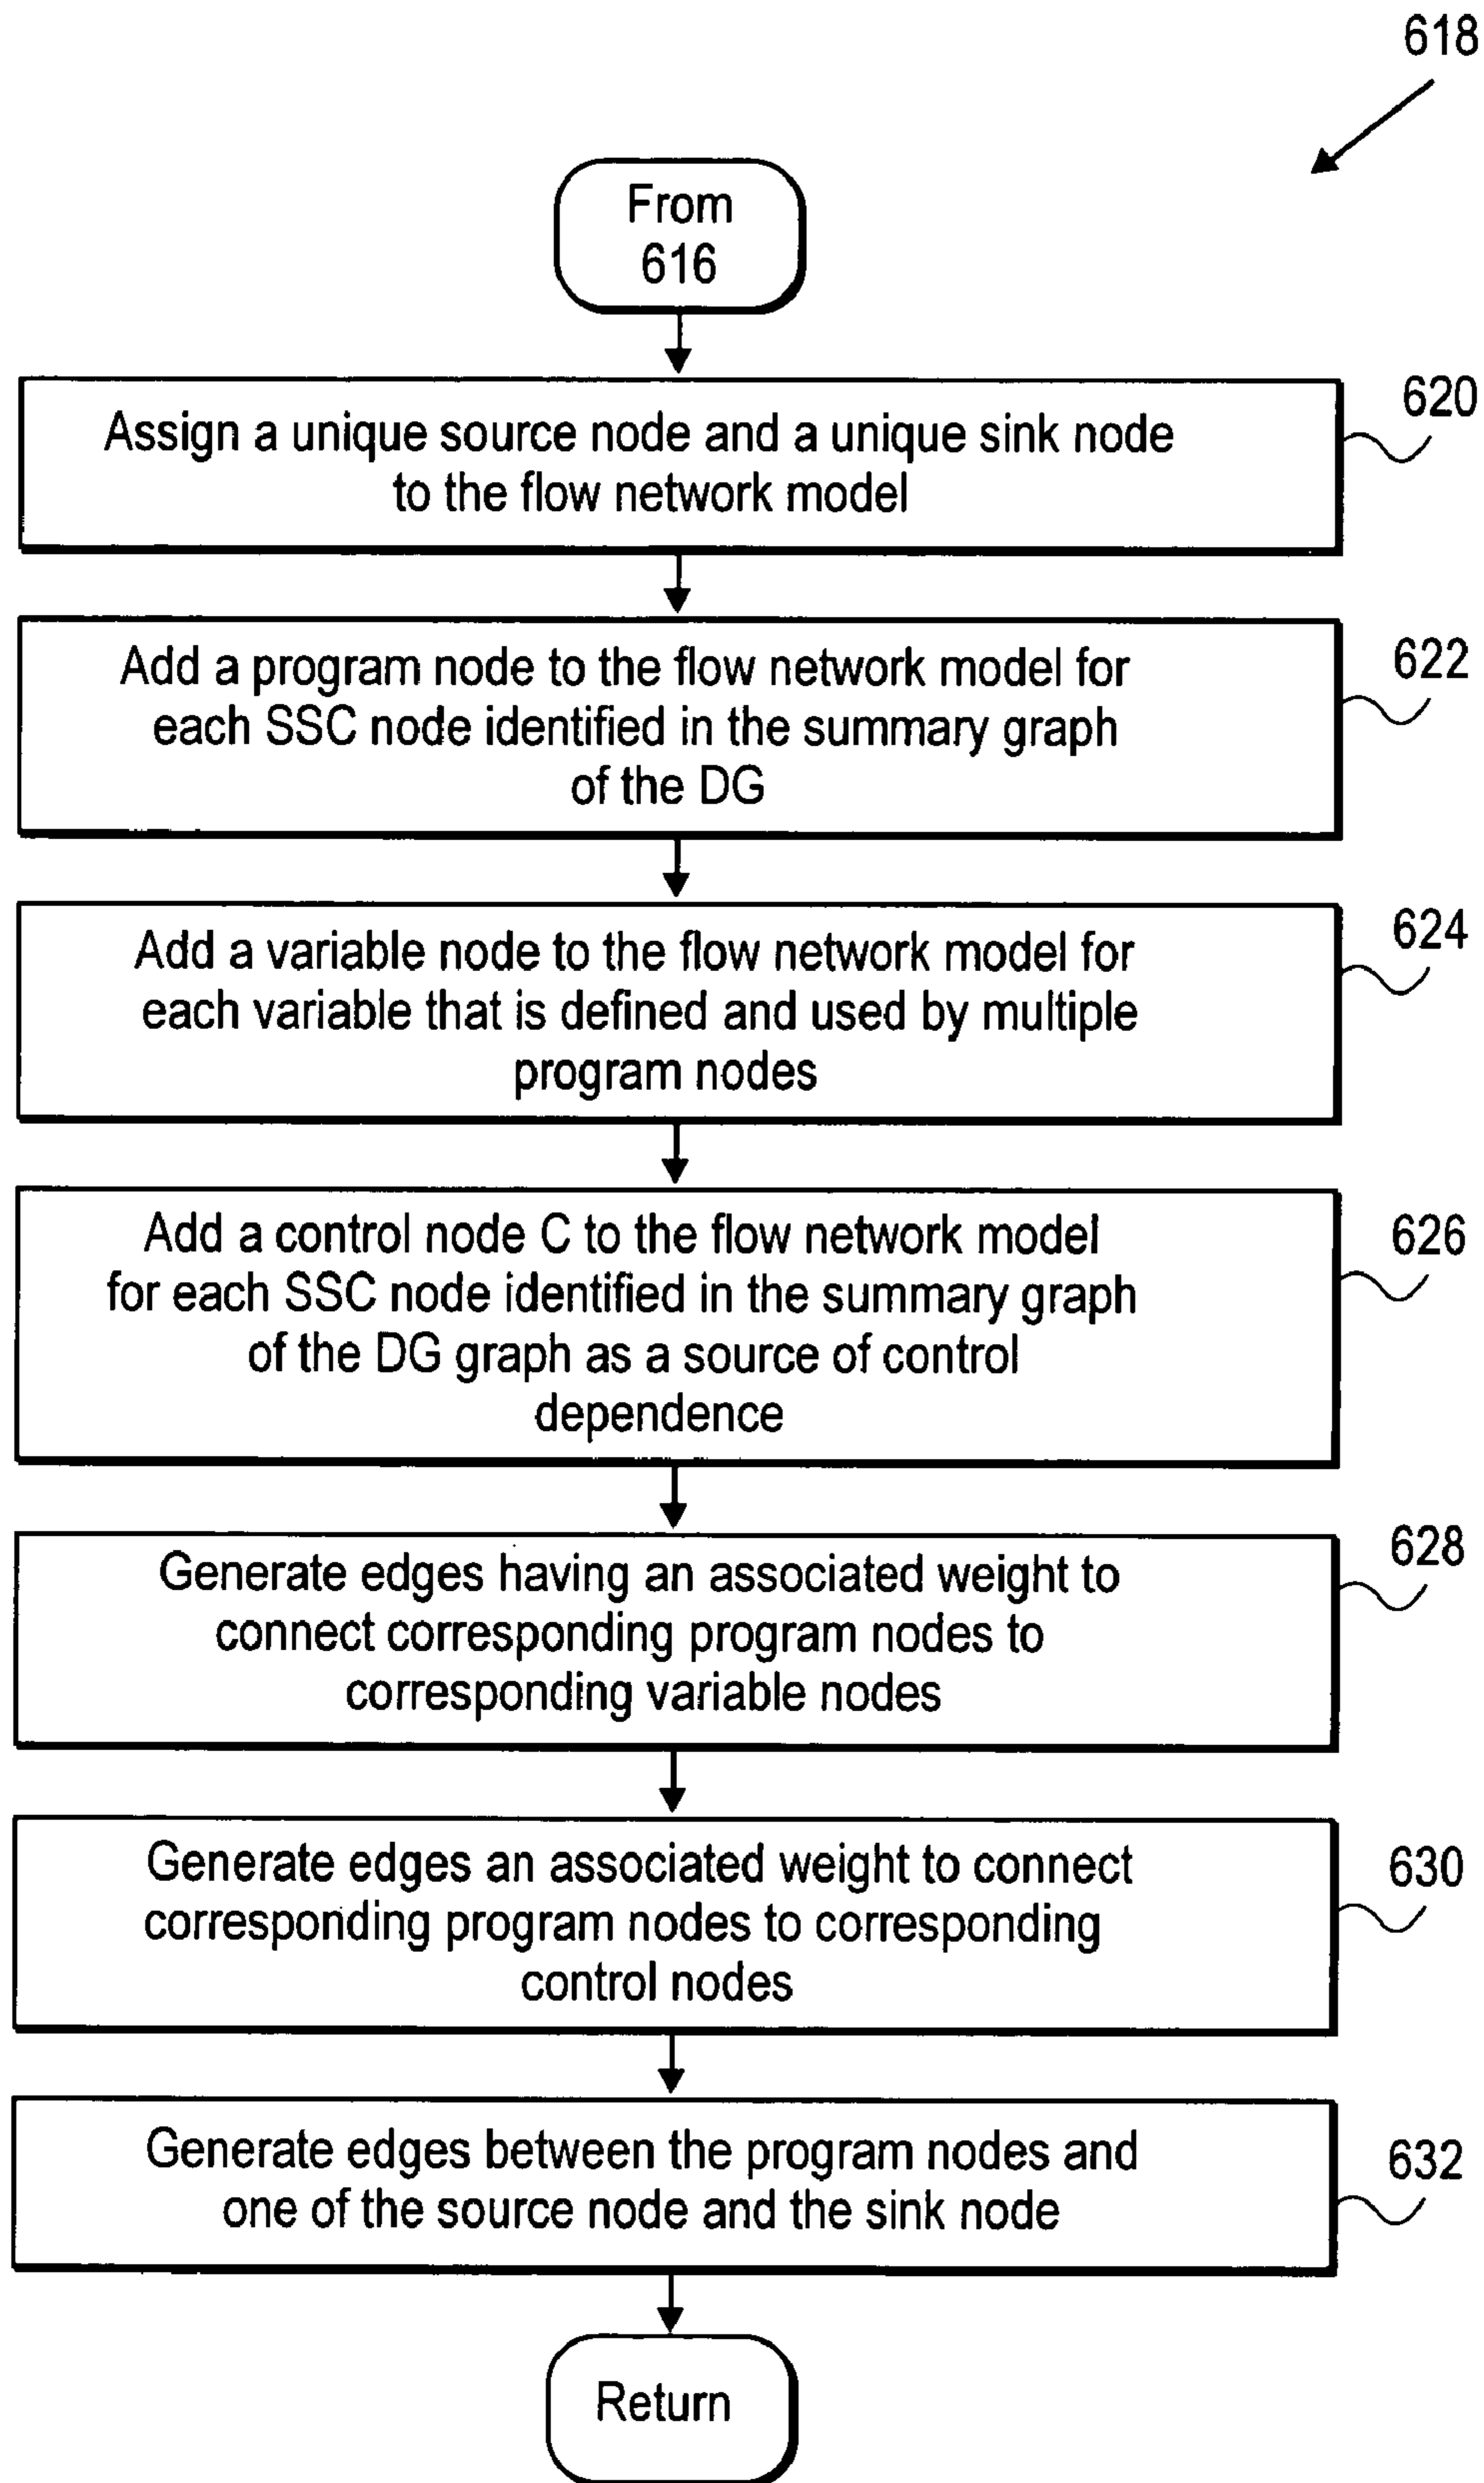 618
From
616
Assign a unique source node and a unique sink node
to the flow network model
620
Add a program node to the flow network model for
each SSC node identified in the summary graph
of the DG
622
Add a variable node to the flow network model for
each variable that is defined and used by multiple
program nodes
624
Add a control node C to the flow network model
for each SSC node identified in the summary graph
of the DG graph as a source of control
dependence
626
Generate edges having an associated weight to
connect corresponding program nodes to
corresponding variable nodes
628
Generate edges an associated weight to connect
corresponding program nodes to corresponding
control nodes
630
Generate edges between the program nodes and
one of the source node and the sink node
632
Return